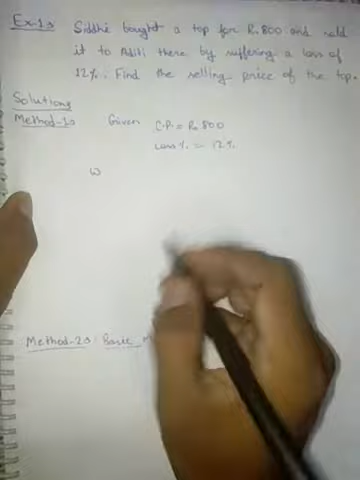 Ex-1:
Siddhi bought a top for Rs.800 and sold
it to Aditi there by suffering a loss of
12%. Find the selling price of the top.
Solution:
Method-1: Given C.P. = Rs 800
Loss % = 12%
W
Method-2: Basic M